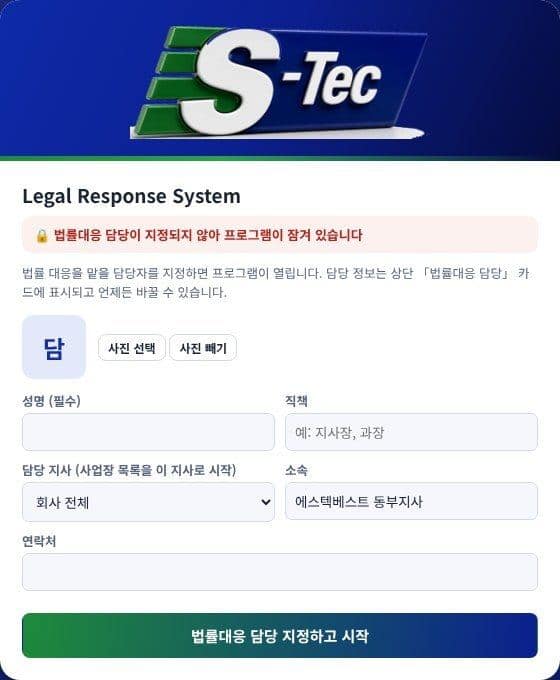 S-Tec
Legal Response System
🔒 법률대응 담당이 지정되지 않아 프로그램이 잠겨 있습니다
법률 대응을 맡을 담당자를 지정하면 프로그램이 열립니다. 담당 정보는 상단 「법률대응 담당」 카
드에 표시되고 언제든 바꿀 수 있습니다.
담
사진 선택 사진 빼기
성명 (필수) 직책
예: 지사장, 과장
담당 지사 (사업장 목록을 이 지사로 시작) 소속
회사 전체 에스텍베스트 동부지사
연락처
법률대응 담당 지정하고 시작